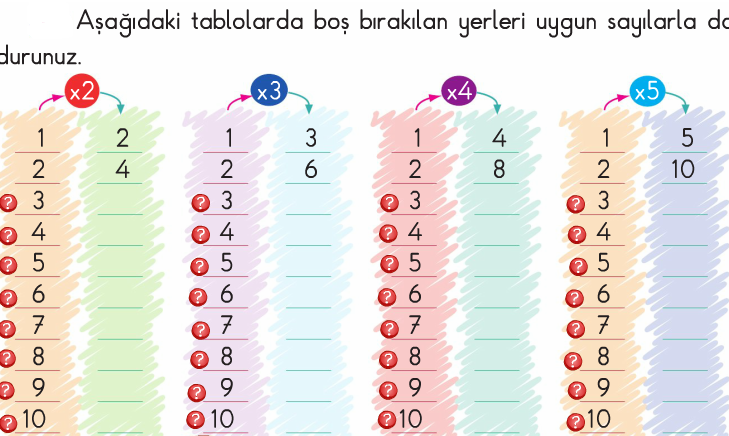 Aşağıdaki tablolarda boş bırakılan yerleri uygun sayılarla do
durunuz.
x2 x3 x4 x5
1 2 1 3 1 4 1 5
2 4 2 6 2 8 2 10
? 3 ? 3 ? 3 ? 3
? 4 ? 4 ? 4 ? 4
? 5 ? 5 ? 5 ? 5
? 6 ? 6 ? 6 ? 6
? 7 ? 7 ? 7 ? 7
? 8 ? 8 ? 8 ? 8
? 9 ? 9 ? 9 ? 9
? 10 ? 10 ? 10 ? 10